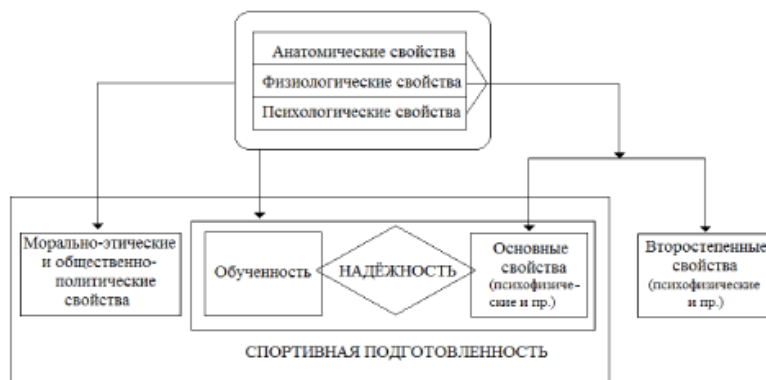 Анатомические свойства
Физиологические свойства
Психологические свойства
Морально-этические
и общественно-
политические
свойства
Обученность
НАДЁЖНОСТЬ
Основные
свойства
(психофизиче-
ские и пр.)
Второстепенные
свойства
(психофизические
и пр.)
СПОРТИВНАЯ ПОДГОТОВЛЕННОСТЬ